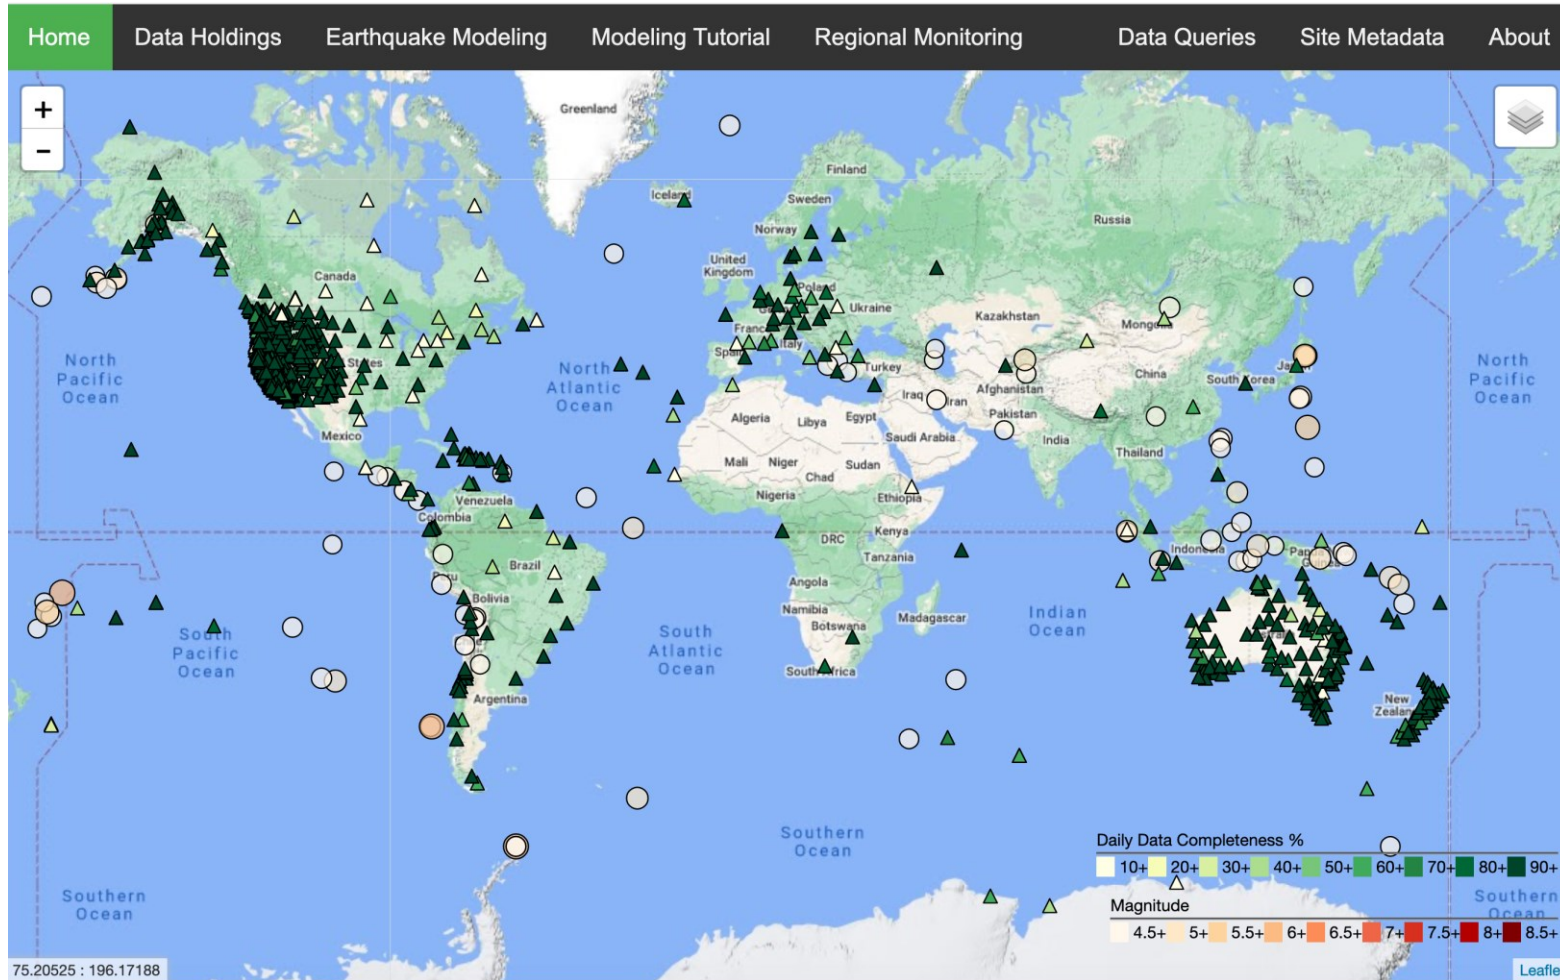 Home Data Holdings Earthquake Modeling Modeling Tutorial Regional Monitoring Data Queries Site Metadata About
+
−
Greenland
Iceland
Finland
Sweden
Norway
Russia
United
Kingdom
Canada
Poland
Ukraine
Kazakhstan
Mongolia
France
Italy
Spain
Turkey
North
Pacific
Ocean
States
North
Atlantic
Ocean
Afghanistan
China
South Korea
Japan
North
Pacific
Ocean
Iraq
Iran
Pakistan
Algeria
Libya
Egypt
Saudi Arabia
India
Mexico
Mali
Niger
Chad
Sudan
Thailand
Nigeria
Ethiopia
Venezuela
Colombia
DRC
Kenya
Tanzania
Indonesia
Papua
Guinea
Peru
Brazil
Bolivia
Angola
Namibia
Botswana
Madagascar
South
Pacific
Ocean
South
Atlantic
Ocean
Indian
Ocean
South Africa
Argentina
New
Zealand
Southern
Ocean
Southern
Ocean
Daily Data Completeness %
10+ 20+ 30+ 40+ 50+ 60+ 70+ 80+ 90+
Southern
Ocean
Magnitude
4.5+ 5+ 5.5+ 6+ 6.5+ 7+ 7.5+ 8+ 8.5+
75.20525 : 196.17188
Leafle